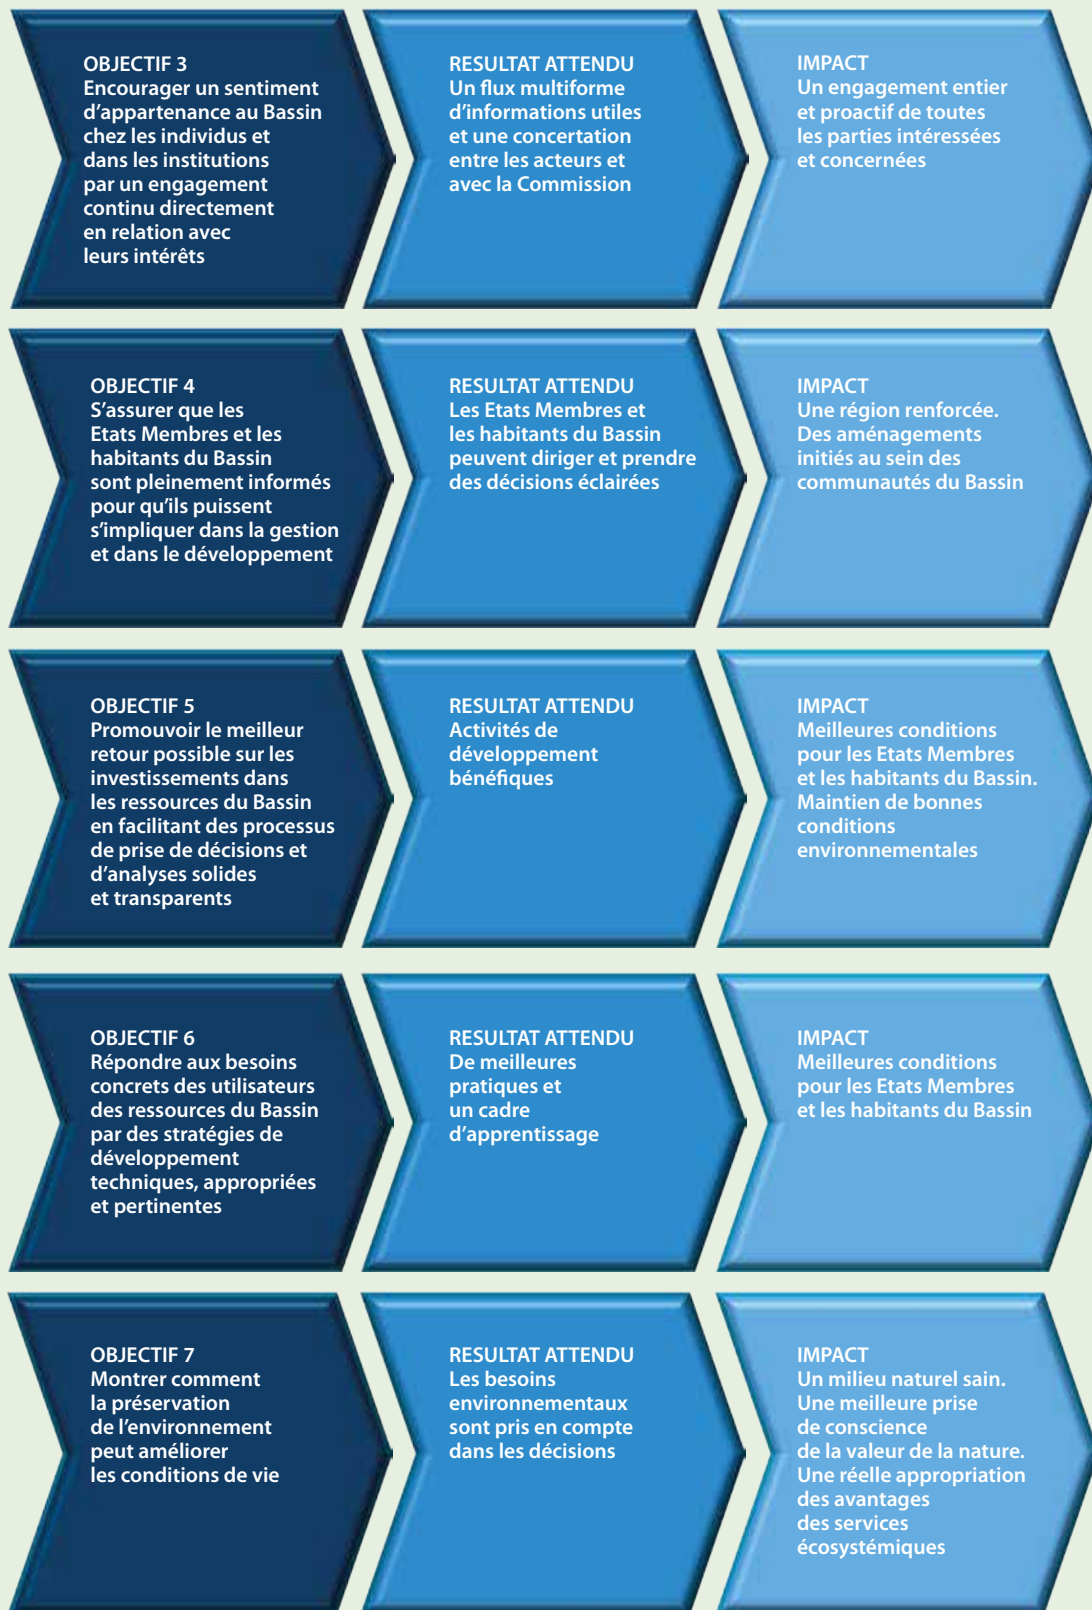 OBJECTIF 3
Encourager un sentiment
d’appartenance au Bassin
chez les individus et
dans les institutions
par un engagement
continu directement
en relation avec
leurs intérêts
RESULTAT ATTENDU
Un flux multiforme
d’informations utiles
et une concertation
entre les acteurs et
avec la Commission
IMPACT
Un engagement entier
et proactif de toutes
les parties intéressées
et concernées
OBJECTIF 4
S’assurer que les
Etats Membres et les
habitants du Bassin
sont pleinement informés
pour qu’ils puissent
s’impliquer dans la gestion
et dans le développement
RESULTAT ATTENDU
Les Etats Membres et
les habitants du Bassin
peuvent diriger et prendre
des décisions éclairées
IMPACT
Une région renforcée.
Des aménagements
initiés au sein des
communautés du Bassin
OBJECTIF 5
Promouvoir le meilleur
retour possible sur les
investissements dans
les ressources du Bassin
en facilitant des processus
de prise de décisions et
d’analyses solides
et transparents
RESULTAT ATTENDU
Activités de
développement
bénéfiques
IMPACT
Meilleures conditions
pour les Etats Membres
et les habitants du Bassin.
Maintien de bonnes
conditions
environnementales
OBJECTIF 6
Répondre aux besoins
concrets des utilisateurs
des ressources du Bassin
par des stratégies de
développement
techniques, appropriées
et pertinentes
RESULTAT ATTENDU
De meilleures
pratiques et
un cadre
d’apprentissage
IMPACT
Meilleures conditions
pour les Etats Membres
et les habitants du Bassin
OBJECTIF 7
Montrer comment
la préservation
de l’environnement
peut améliorer
les conditions de vie
RESULTAT ATTENDU
Les besoins
environnementaux
sont pris en compte
dans les décisions
IMPACT
Un milieu naturel sain.
Une meilleure prise
de conscience
de la valeur de la nature.
Une réelle appropriation
des avantages
des services
écosystémiques